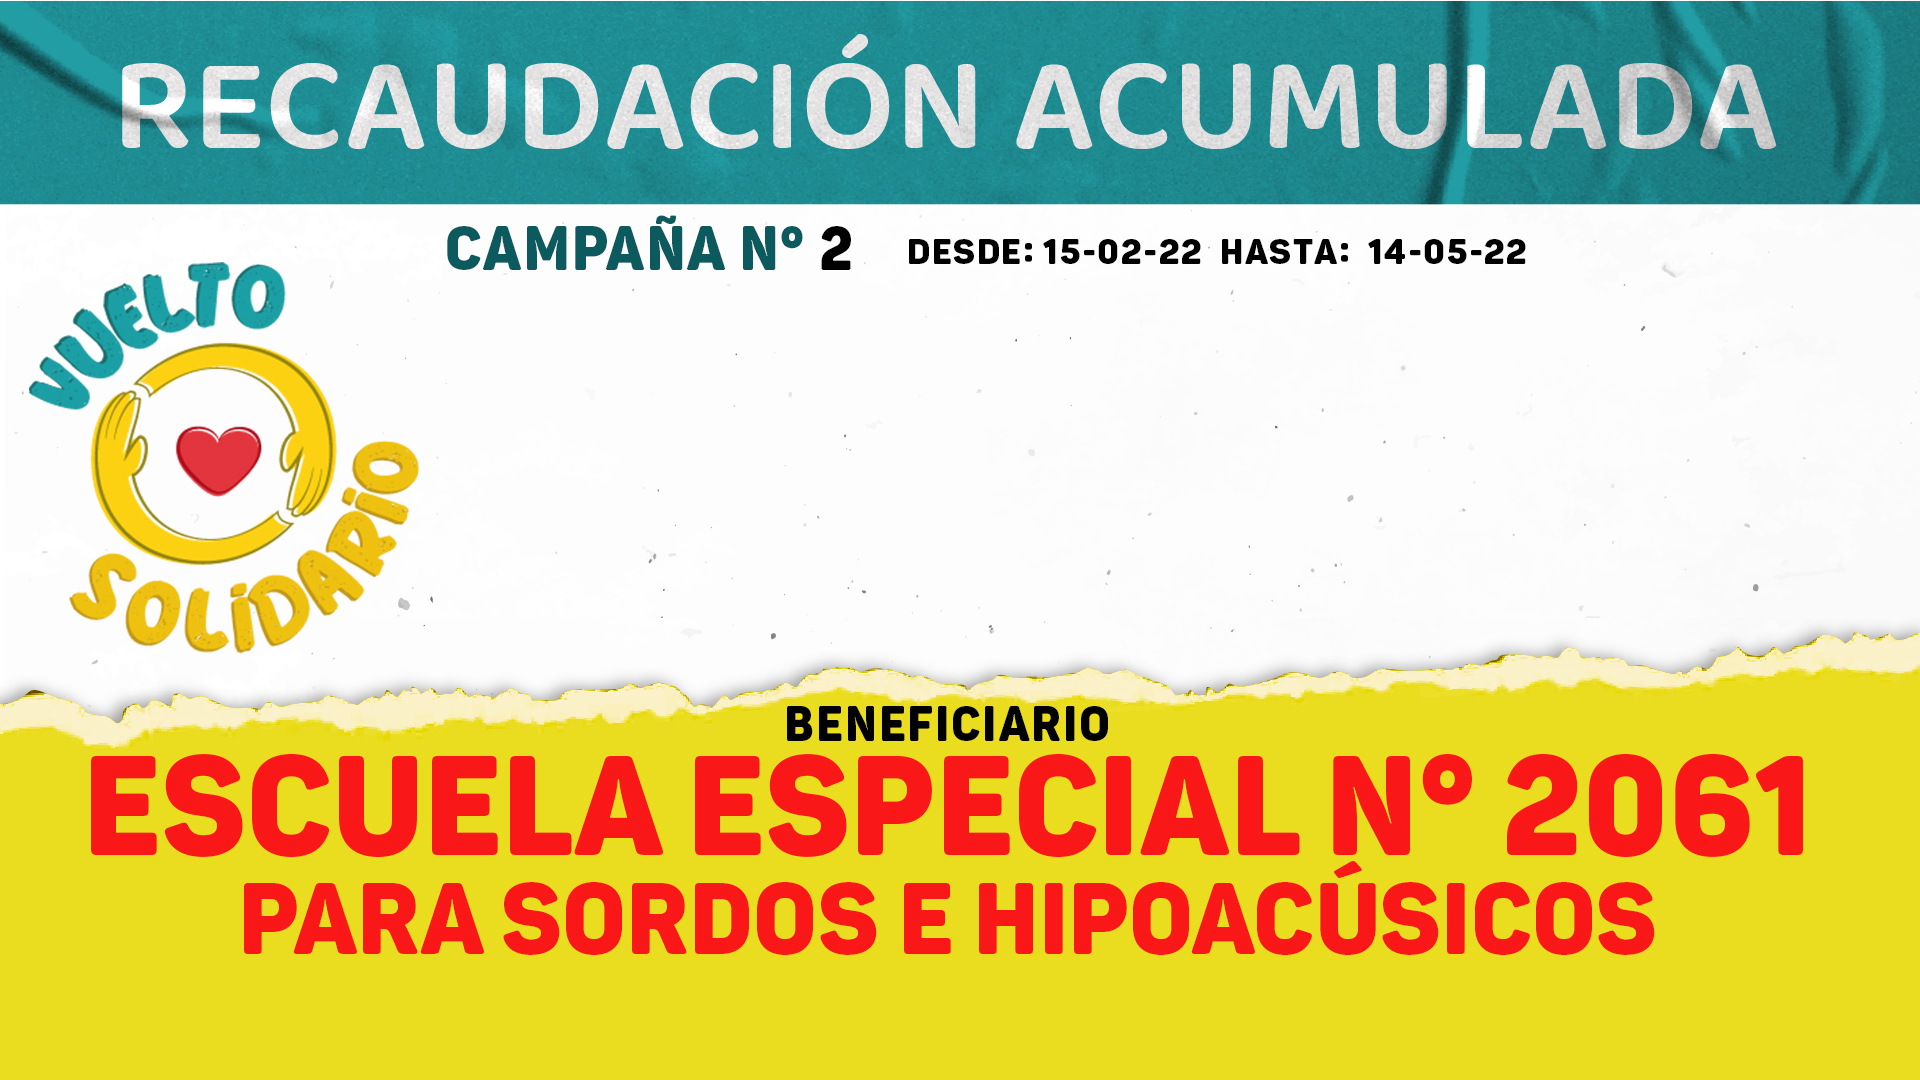 RECAUDACIÓN ACUMULADA
CAMPAÑA Nº 2 DESDE: 15-02-22 HASTA: 14-05-22
VUELTO
SOLIDARIO
BENEFICIARIO
ESCUELA ESPECIAL Nº 2061
PARA SORDOS E HIPOACÚSICOS